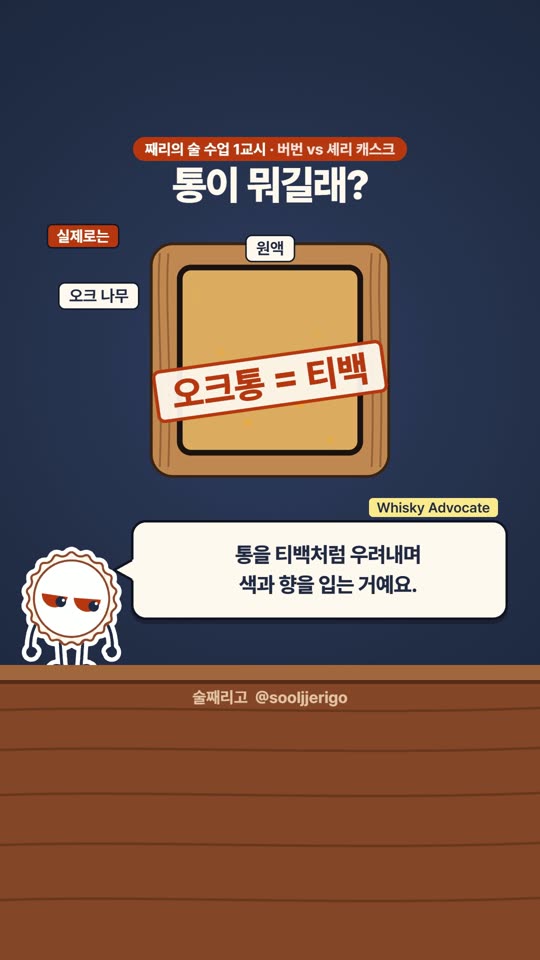 째리의 술 수업 1교시 · 버번 vs 셰리 캐스크
통이 뭐길래?
실제로는
원액
오크 나무
오크통 = 티백
Whisky Advocate
통을 티백처럼 우려내며
색과 향을 입는 거예요.
술째리고 @sooljjerigo